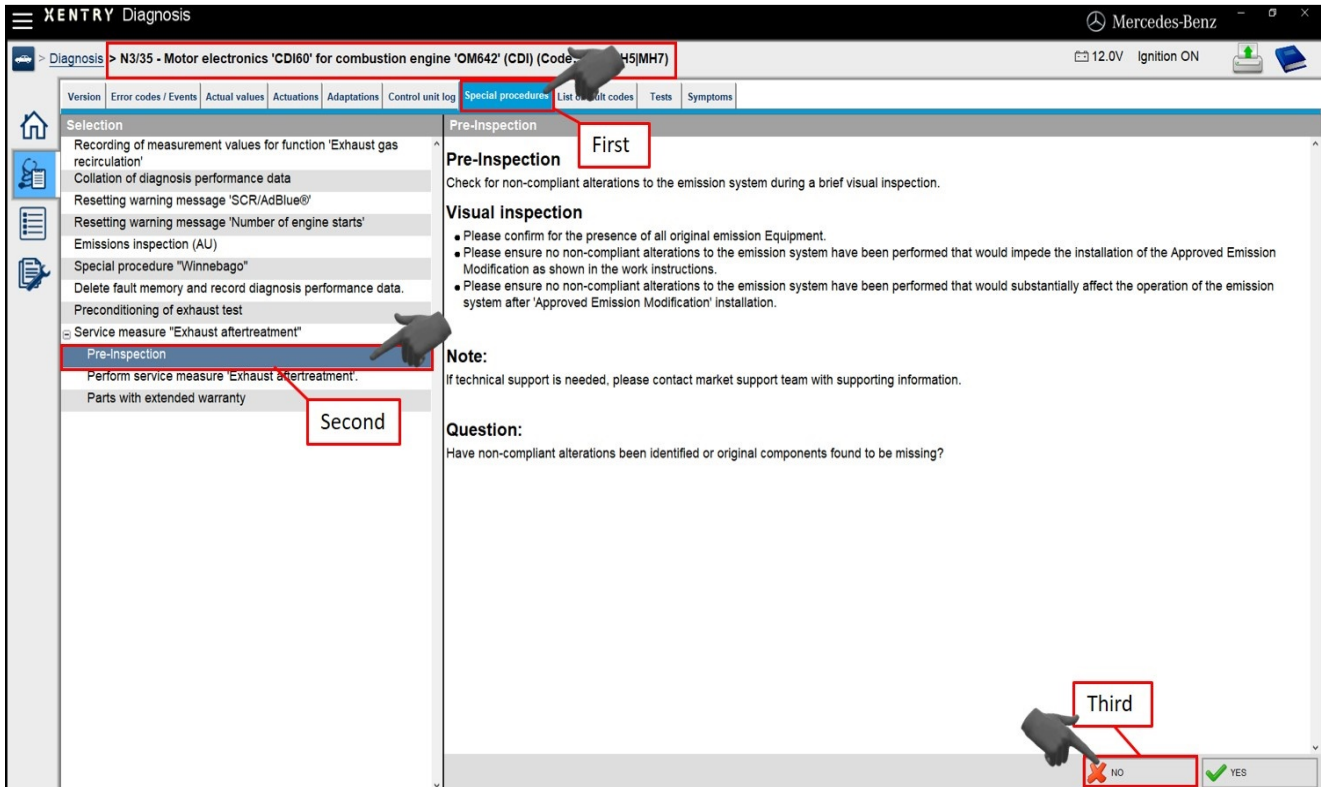 XENTRY Diagnosis
Mercedes-Benz
> Diagnosis > N3/35 - Motor electronics 'CDI60' for combustion engine 'OM642' (CDI) (Code: H5|MH7)
12.0V Ignition ON
Version Error codes / Events Actual values Actuations Adaptations Control unit log Special procedures List of fault codes Tests Symptoms
First
Selection
Recording of measurement values for function 'Exhaust gas
recirculation'
Collation of diagnosis performance data
Resetting warning message 'SCR/AdBlue®'
Resetting warning message 'Number of engine starts'
Emissions inspection (AU)
Special procedure "Winnebago"
Delete fault memory and record diagnosis performance data.
Preconditioning of exhaust test
Service measure "Exhaust aftertreatment"
Pre-Inspection
Perform service measure 'Exhaust aftertreatment'.
Parts with extended warranty
Second
Pre-Inspection
Pre-Inspection
Check for non-compliant alterations to the emission system during a brief visual inspection.
Visual inspection
• Please confirm for the presence of all original emission Equipment.
• Please ensure no non-compliant alterations to the emission system have been performed that would impede the installation of the Approved Emission
Modification as shown in the work instructions.
• Please ensure no non-compliant alterations to the emission system have been performed that would substantially affect the operation of the emission
system after 'Approved Emission Modification' installation.
Note:
If technical support is needed, please contact market support team with supporting information.
Question:
Have non-compliant alterations been identified or original components found to be missing?
Third
NO
YES